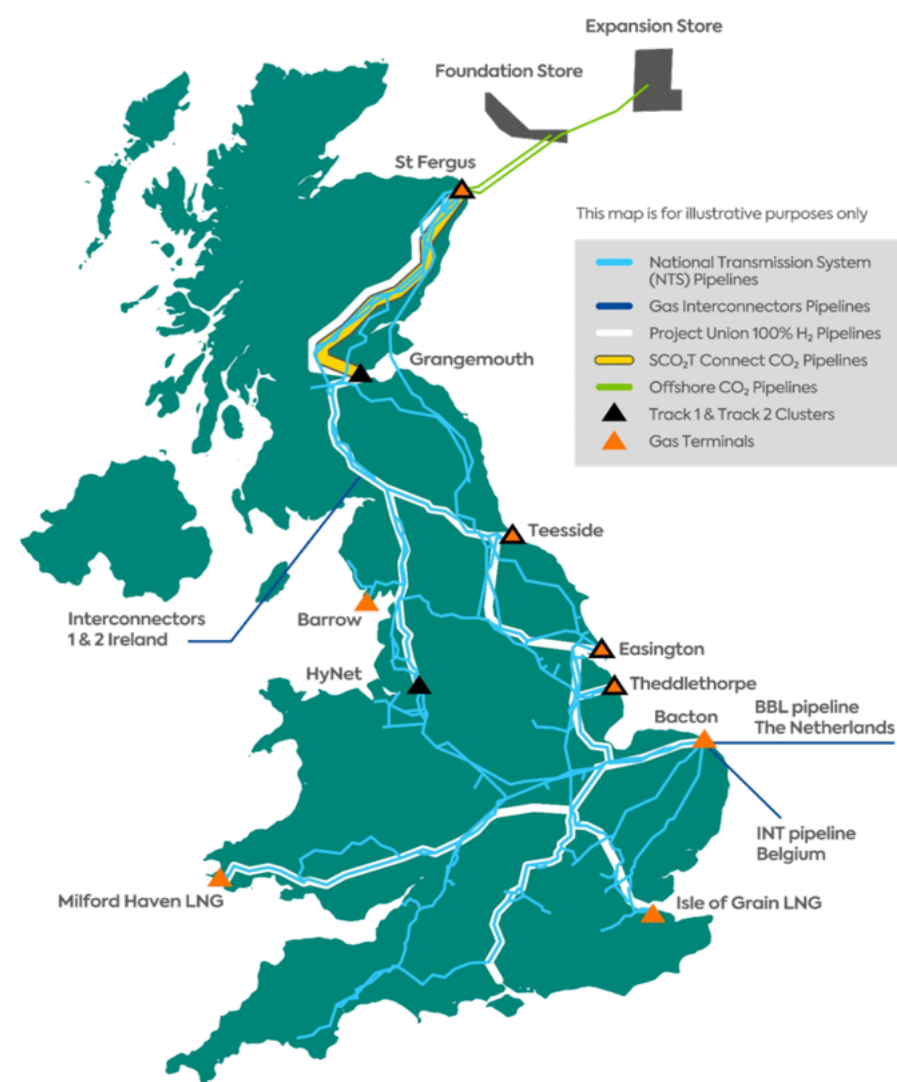 Expansion Store
Foundation Store
St Fergus
This map is for illustrative purposes only
National Transmission System
(NTS) Pipelines
Gas Interconnectors Pipelines
Project Union 100% H₂ Pipelines
SCO₂T Connect CO₂ Pipelines
Offshore CO₂ Pipelines
Track 1 & Track 2 Clusters
Gas Terminals
Grangemouth
Teesside
Interconnectors
1 & 2 Ireland
Barrow
Easington
HyNet
Theddlethorpe
Bacton
BBL pipeline
The Netherlands
INT pipeline
Belgium
Milford Haven LNG
Isle of Grain LNG